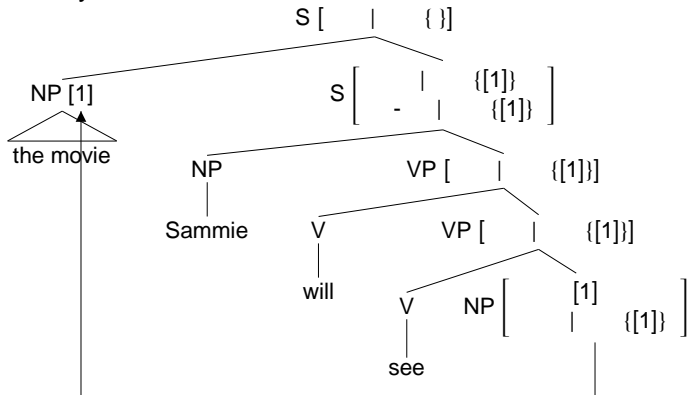 S [ | { }]
NP [1]
S [ | {[1]} ]
- | {[1]}
the movie
NP
VP [ | {[1]}]
Sammie
V
VP [ | {[1]}]
will
V
NP [ [1] ]
| {[1]}
see